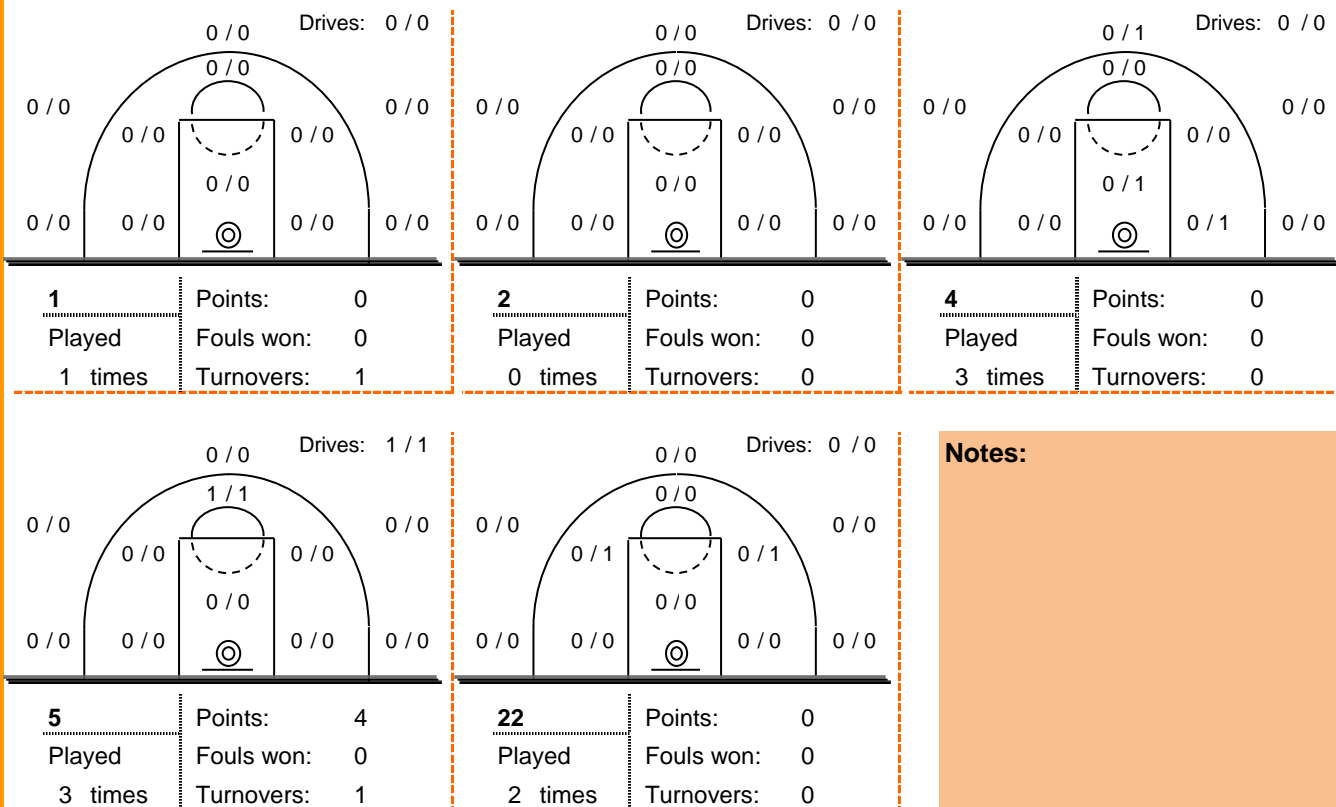 0 / 0 Drives: 0 / 0
0 / 0
0 / 0 0 / 0
0 / 0 0 / 0
0 / 0
0 / 0 0 / 0 0 / 0 0 / 0
1 Points: 0
Played Fouls won: 0
1 times Turnovers: 1
0 / 0 Drives: 0 / 0
0 / 0
0 / 0 0 / 0
0 / 0 0 / 0
0 / 0
0 / 0 0 / 0 0 / 0 0 / 0
2 Points: 0
Played Fouls won: 0
0 times Turnovers: 0
0 / 1 Drives: 0 / 0
0 / 0
0 / 0 0 / 0
0 / 0 0 / 0
0 / 1
0 / 0 0 / 0 0 / 1 0 / 0
4 Points: 0
Played Fouls won: 0
3 times Turnovers: 0
0 / 0 Drives: 1 / 1
1 / 1
0 / 0 0 / 0
0 / 0 0 / 0
0 / 0
0 / 0 0 / 0 0 / 0 0 / 0
5 Points: 4
Played Fouls won: 0
3 times Turnovers: 1
0 / 0 Drives: 0 / 0
0 / 0
0 / 0 0 / 0
0 / 1 0 / 1
0 / 0
0 / 0 0 / 0 0 / 0 0 / 0
22 Points: 0
Played Fouls won: 0
2 times Turnovers: 0
Notes: